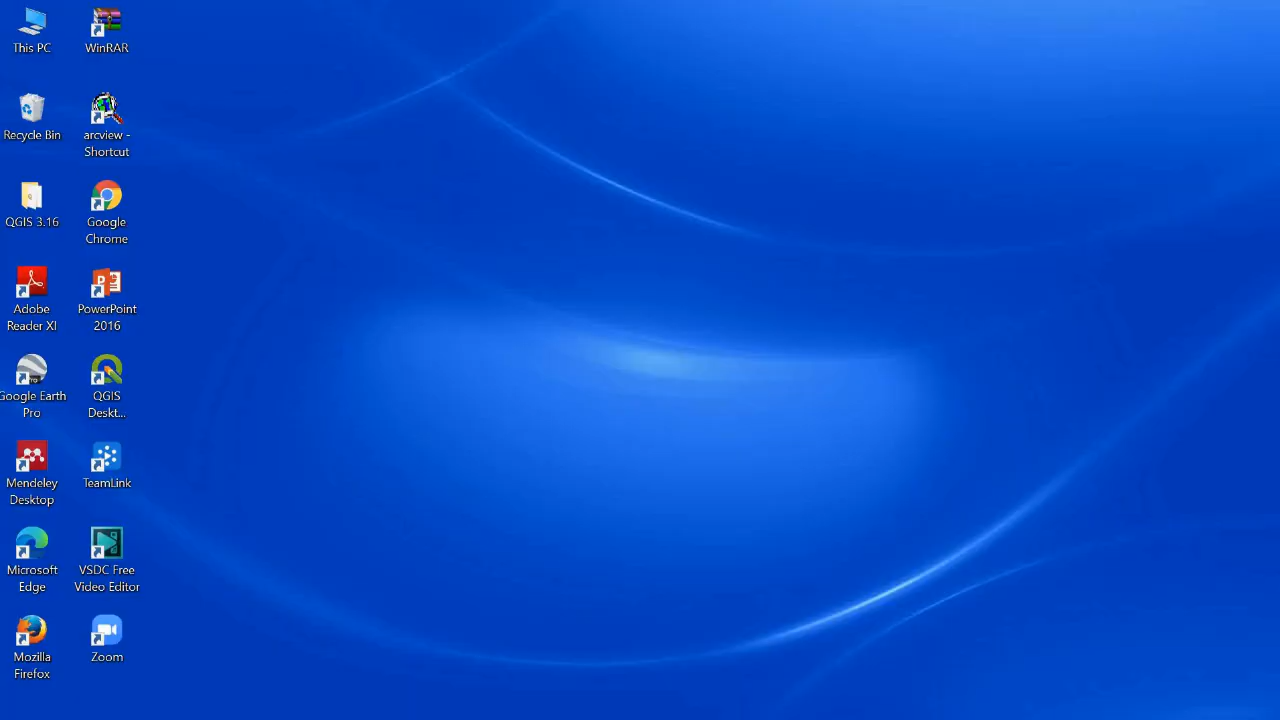 This PC
WinRAR
Recycle Bin
arcview -
Shortcut
QGIS 3.16
Google
Chrome
Adobe
Reader XI
PowerPoint
2016
Google Earth
Pro
QGIS
Deskt...
Mendeley
Desktop
TeamLink
Microsoft
Edge
VSDC Free
Video Editor
Mozilla
Firefox
Zoom